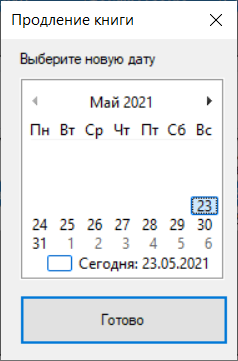 Продление книги
Выберите новую дату
Май 2021
Пн Вт Ср Чт Пт Сб Вс
23
24 25 26 27 28 29 30
31 1 2 3 4 5 6
Сегодня: 23.05.2021
Готово